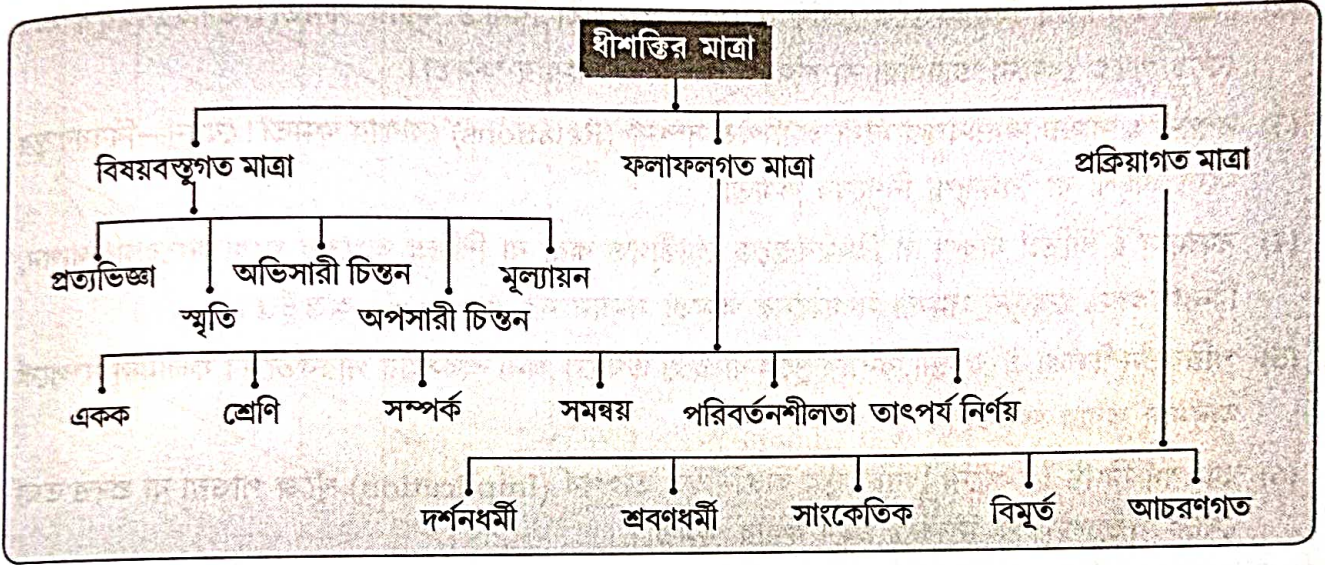 ধীশক্তির মাত্রা
বিষয়বস্তুগত মাত্রা ফলাফলগত মাত্রা প্রক্রিয়াগত মাত্রা
প্রত্যভিজ্ঞা অভিসারী চিন্তন মূল্যায়ন
স্মৃতি অপসারী চিন্তন
একক শ্রেণি সম্পর্ক সমন্বয় পরিবর্তনশীলতা তাৎপর্য নির্ণয়
দর্শনধর্মী শ্রবণধর্মী সাংকেতিক বিমূর্ত আচরণগত